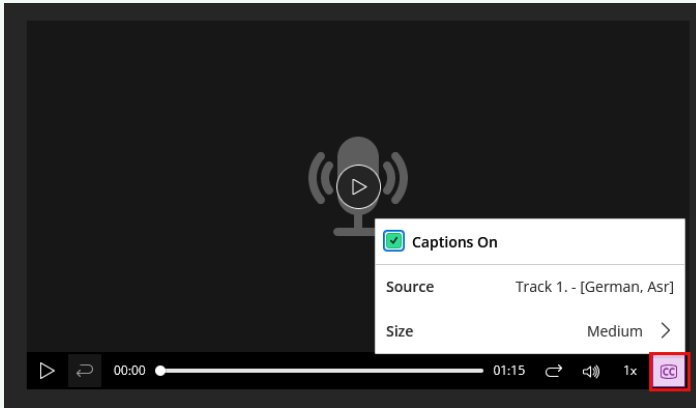 Captions On
Source Track 1. - [German, Asr]
Size Medium
00:00 01:15 1x CC